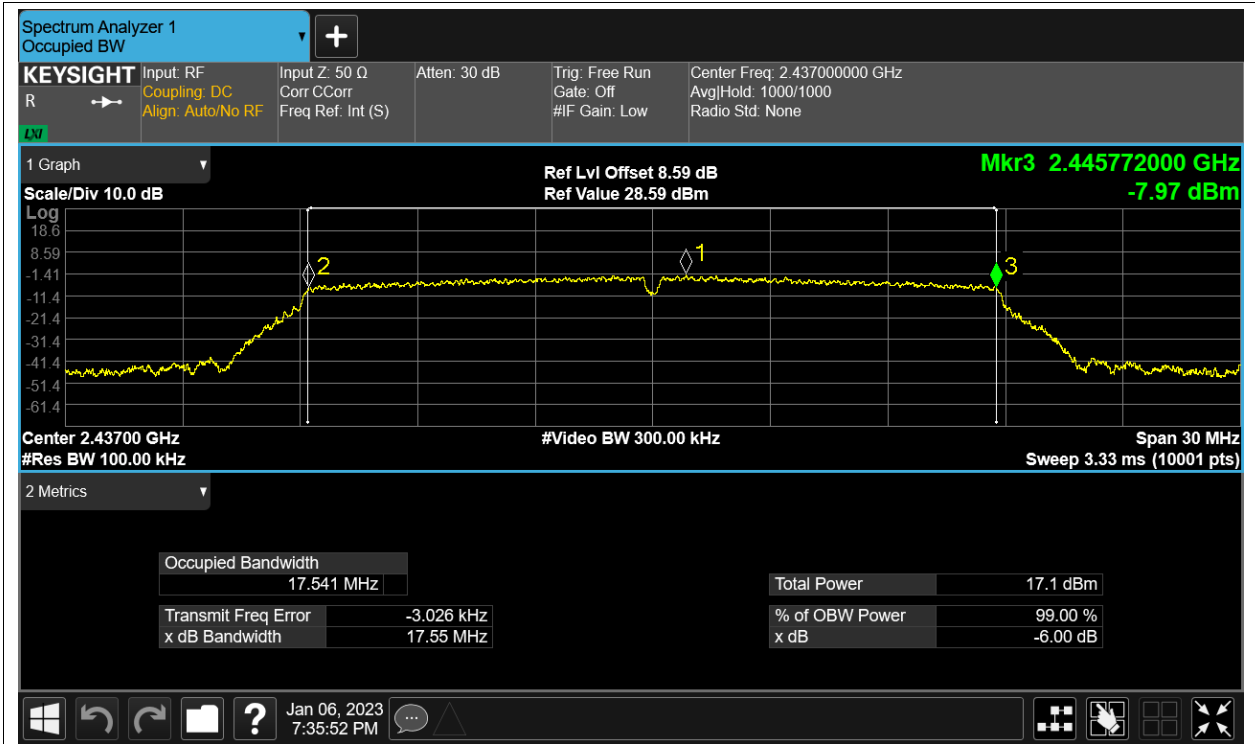 Spectrum Analyzer 1
Occupied BW
KEYSIGHT
R
LXI
Input: RF
Coupling: DC
Align: Auto/No RF
Input Z: 50 Ω
Corr CCorr
Freq Ref: Int (S)
Atten: 30 dB
Trig: Free Run
Gate: Off
#IF Gain: Low
Center Freq: 2.437000000 GHz
Avg|Hold: 1000/1000
Radio Std: None
1 Graph
Scale/Div 10.0 dB
Ref Lvl Offset 8.59 dB
Ref Value 28.59 dBm
Mkr3 2.445772000 GHz
-7.97 dBm
Log
18.6
8.59
-1.41
-11.4
-21.4
-31.4
-41.4
-51.4
-61.4
2
1
3
Center 2.43700 GHz
#Video BW 300.00 kHz
Span 30 MHz
#Res BW 100.00 kHz
Sweep 3.33 ms (10001 pts)
2 Metrics
Occupied Bandwidth
17.541 MHz
Transmit Freq Error -3.026 kHz
x dB Bandwidth 17.55 MHz
Total Power 17.1 dBm
% of OBW Power 99.00 %
x dB -6.00 dB
?
Jan 06, 2023
7:35:52 PM